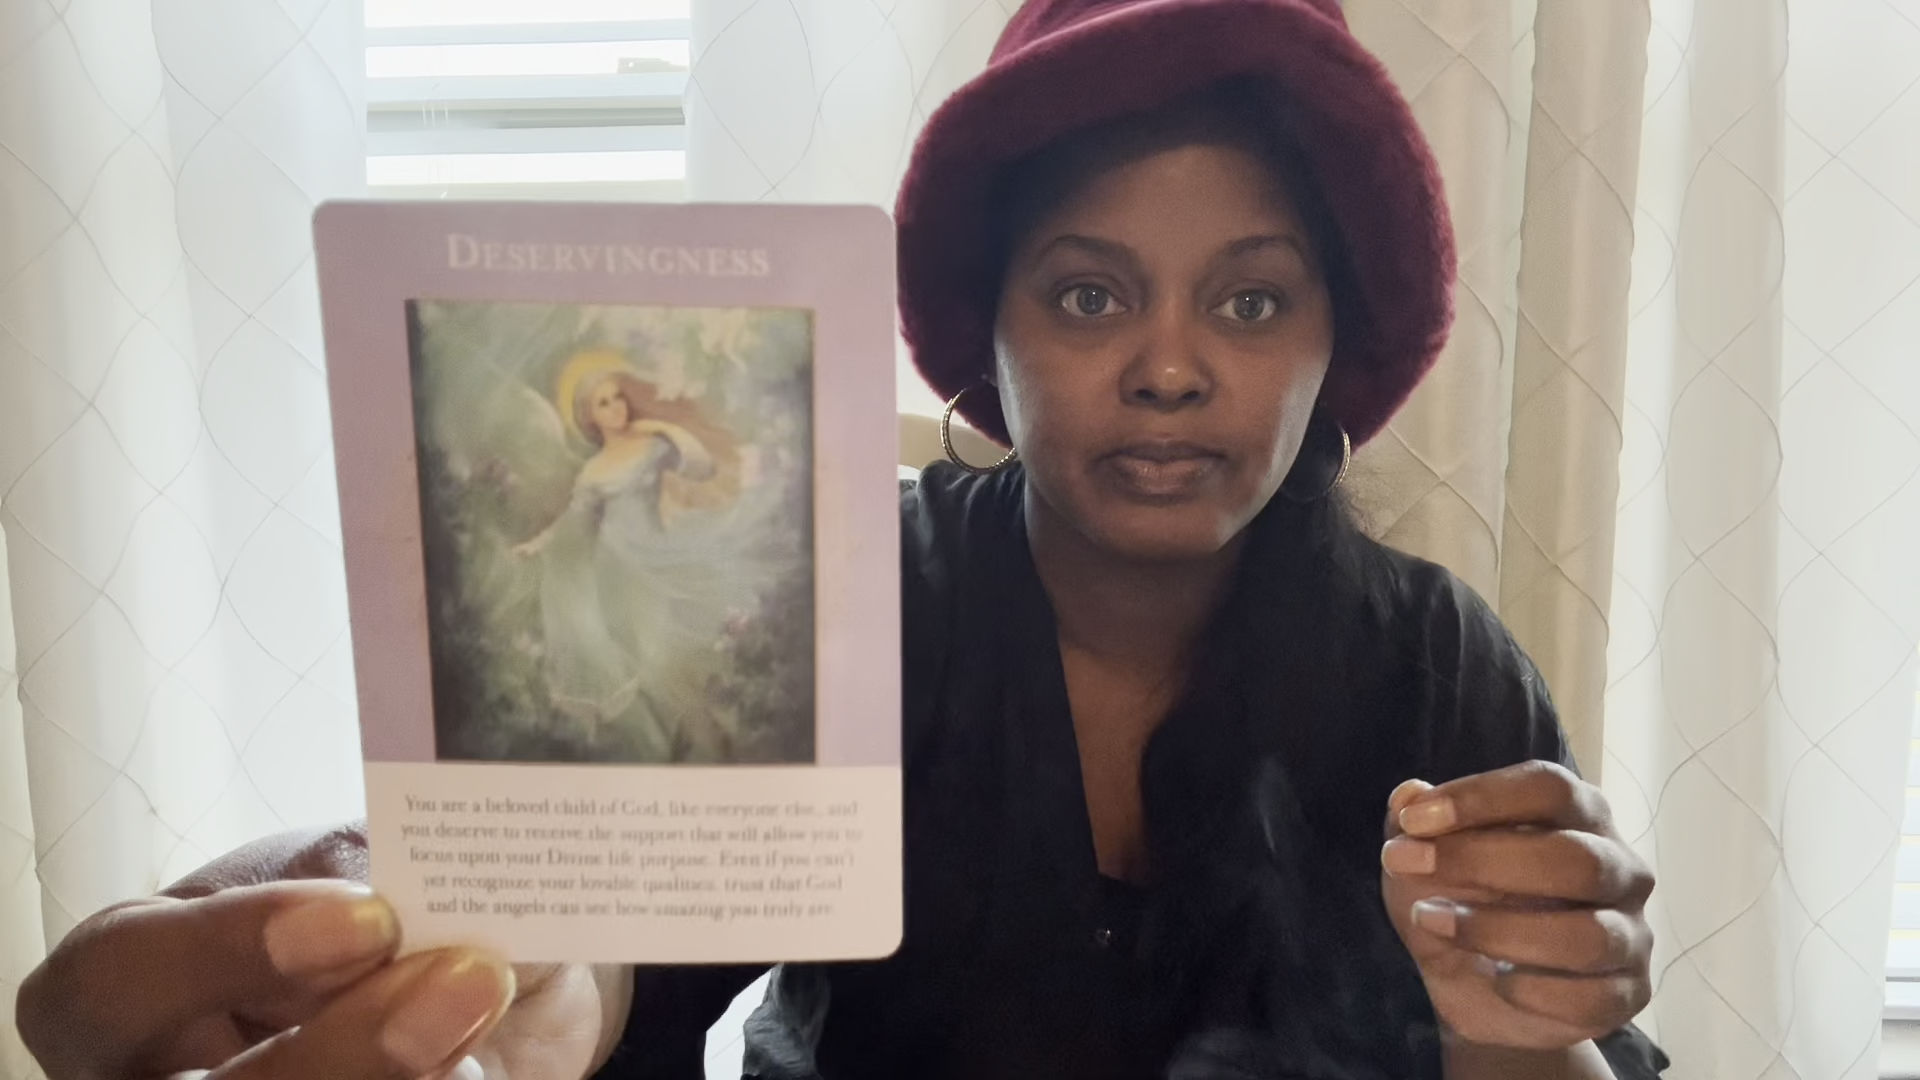 DESERVINGNESS
You are a beloved child of God, like everyone else, and
you deserve to receive the support that will allow you to
focus upon your Divine life purpose. Even if you can't
yet recognize your lovable qualities, trust that God
and the angels can see how amazing you truly are.